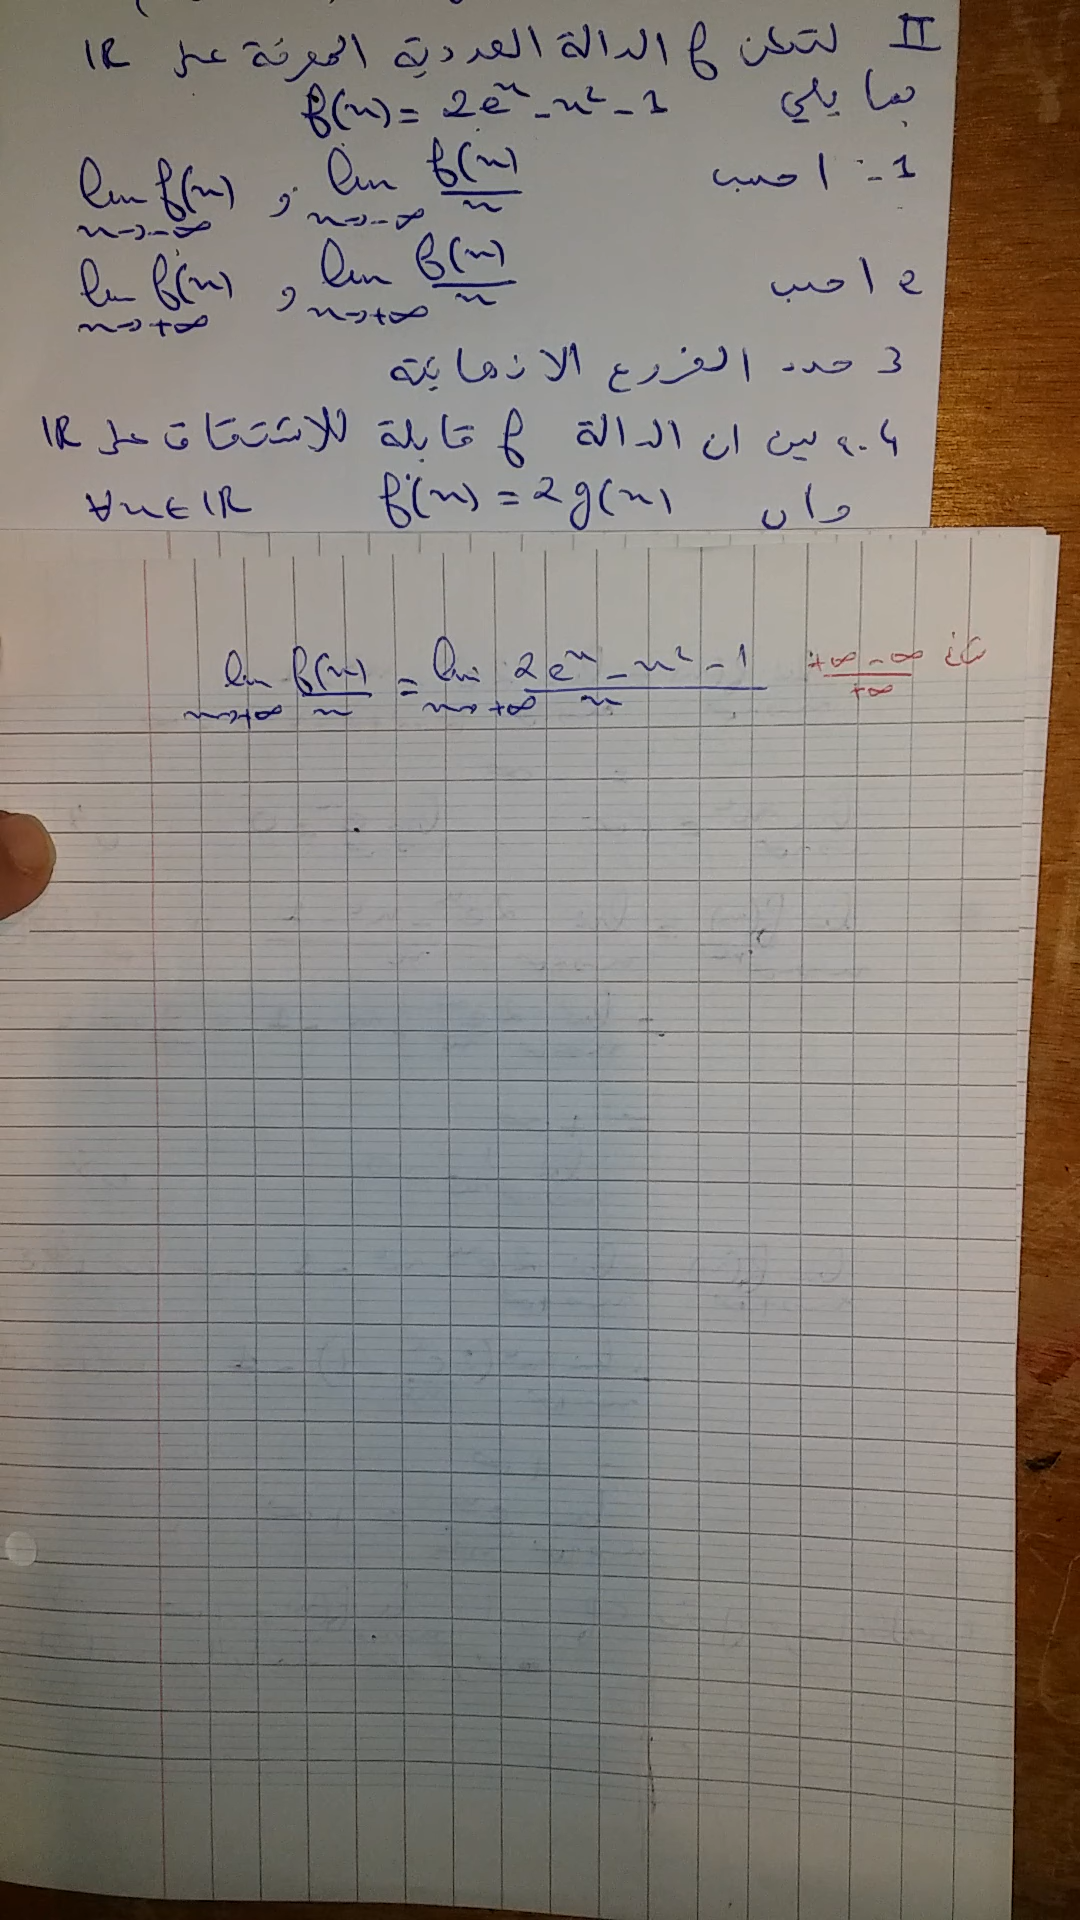 II لتكن f الدالة العددية المعرفة على IR
بما يلي f(x) = 2e^x - x² - 1
1- احسب lim f(x)/x x→-∞ و lim f(x) x→-∞
2 احسب lim f(x)/x x→+∞ و lim f(x) x→+∞
3 حدد الفروع الانهائية
4. بين ان الدالة f قابلة للاشتقاق على IR
وان f'(x) = 2g(x) ∀x∈IR
lim f(x)/x x→+∞ = lim (2e^x - x² - 1)/x x→+∞ (+∞-∞)/+∞